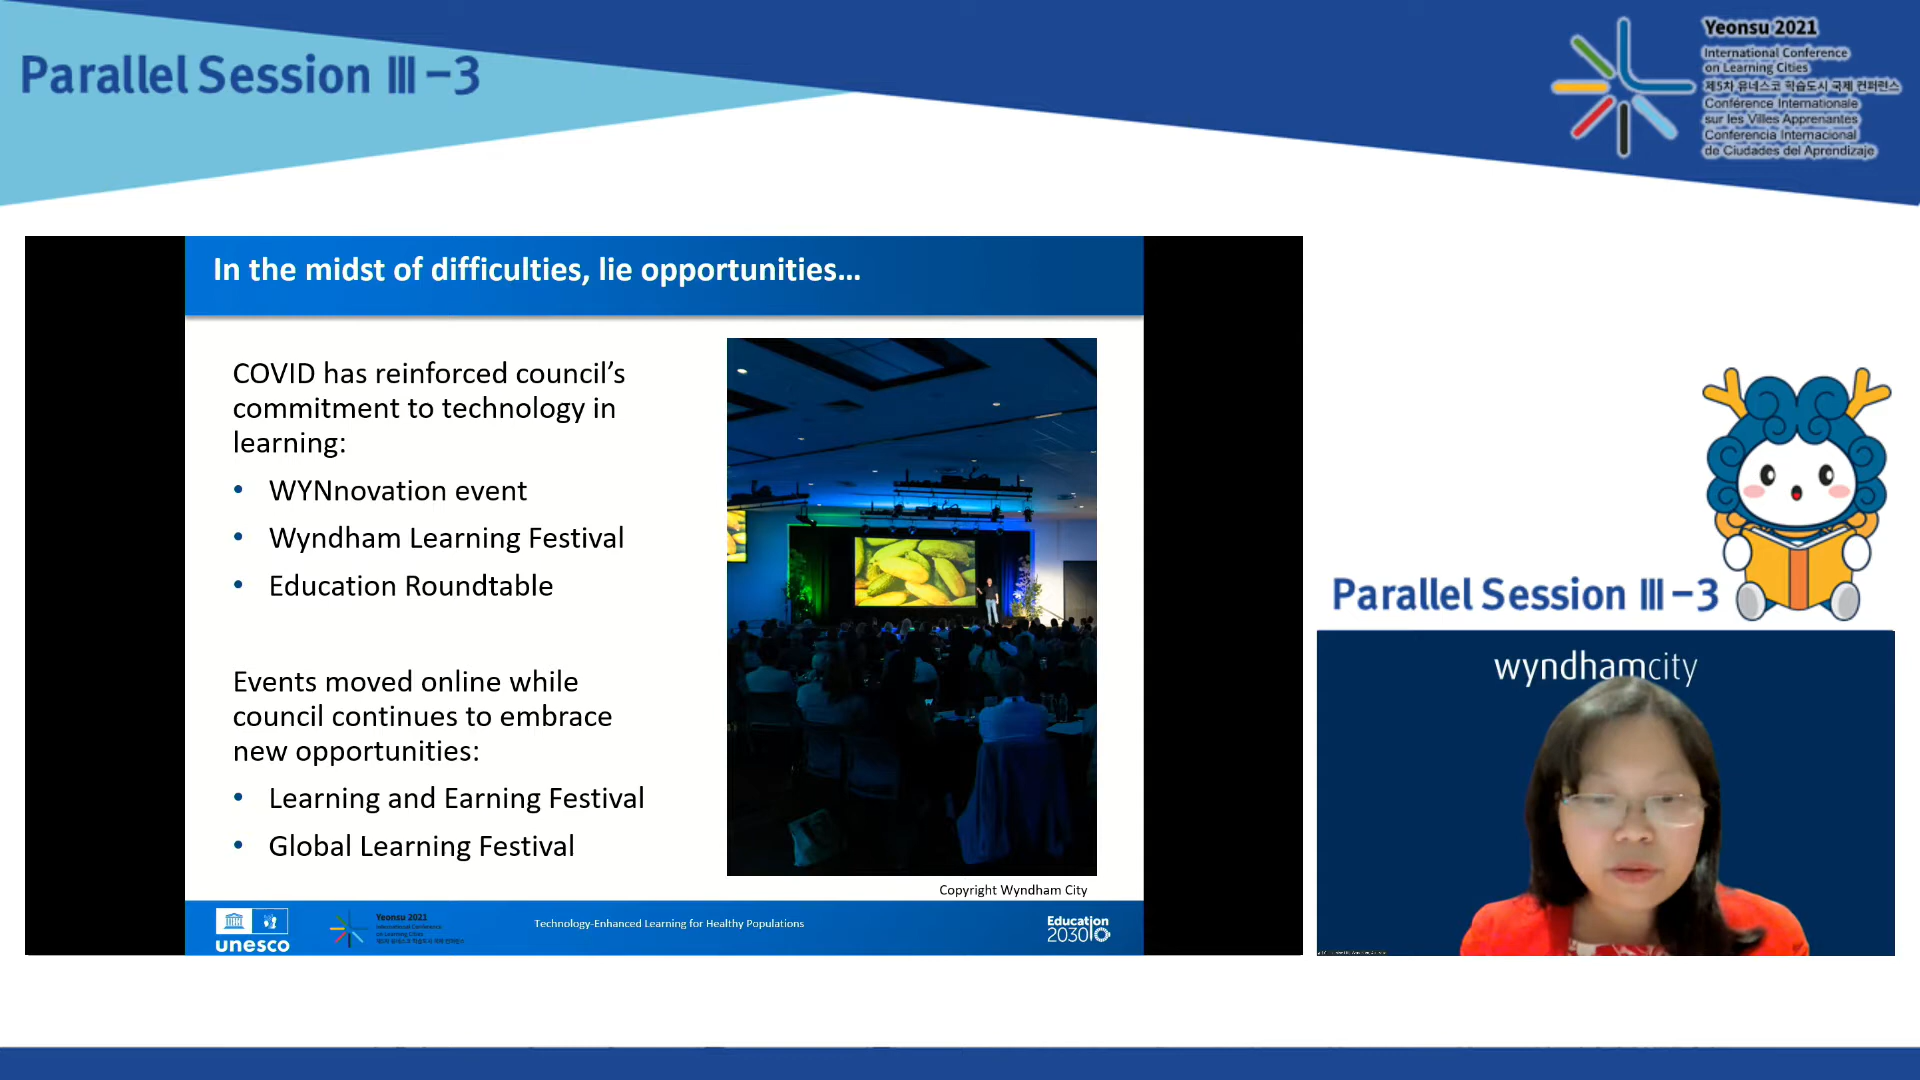 Parallel Session Ⅲ-3
Yeonsu 2021
International Conference
on Learning Cities
제5차 유네스코 학습도시 국제 컨퍼런스
Conférence Internationale
sur les Villes Apprenantes
Conferencia Internacional
de Ciudades del Aprendizaje
In the midst of difficulties, lie opportunities...
COVID has reinforced council's
commitment to technology in
learning:
• WYNnovation event
• Wyndham Learning Festival
• Education Roundtable
Events moved online while
council continues to embrace
new opportunities:
• Learning and Earning Festival
• Global Learning Festival
Copyright Wyndham City
unesco
Yeonsu 2021
International Conference
on Learning Cities
제5차 유네스코 학습도시 국제 컨퍼런스
Technology-Enhanced Learning for Healthy Populations
Education
2030
Parallel Session Ⅲ-3
wyndhamcity